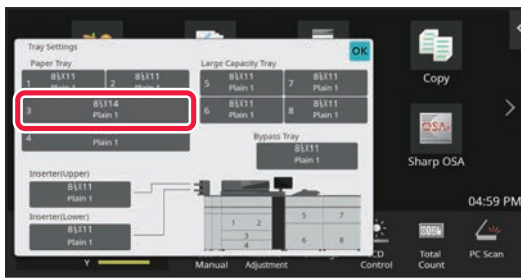 Tray Settings
OK
Paper Tray
Large Capacity Tray
1
8½X11
Plain 1
2
8½X11
Plain 1
5
8½X11
Plain 1
7
8½X11
Plain 1
3
8½X14
Plain 1
6
8½X11
Plain 1
8
8½X11
Plain 1
4
Plain 1
Bypass Tray
8½X11
Plain 1
Inserter(Upper)
8½X11
Plain 1
Inserter(Lower)
8½X11
Plain 1
1
2
3
4
5
7
6
8
Copy
OSA
Sharp OSA
04:59 PM
Y
Manual
Adjustment
CD
Control
Total
Count
PC Scan